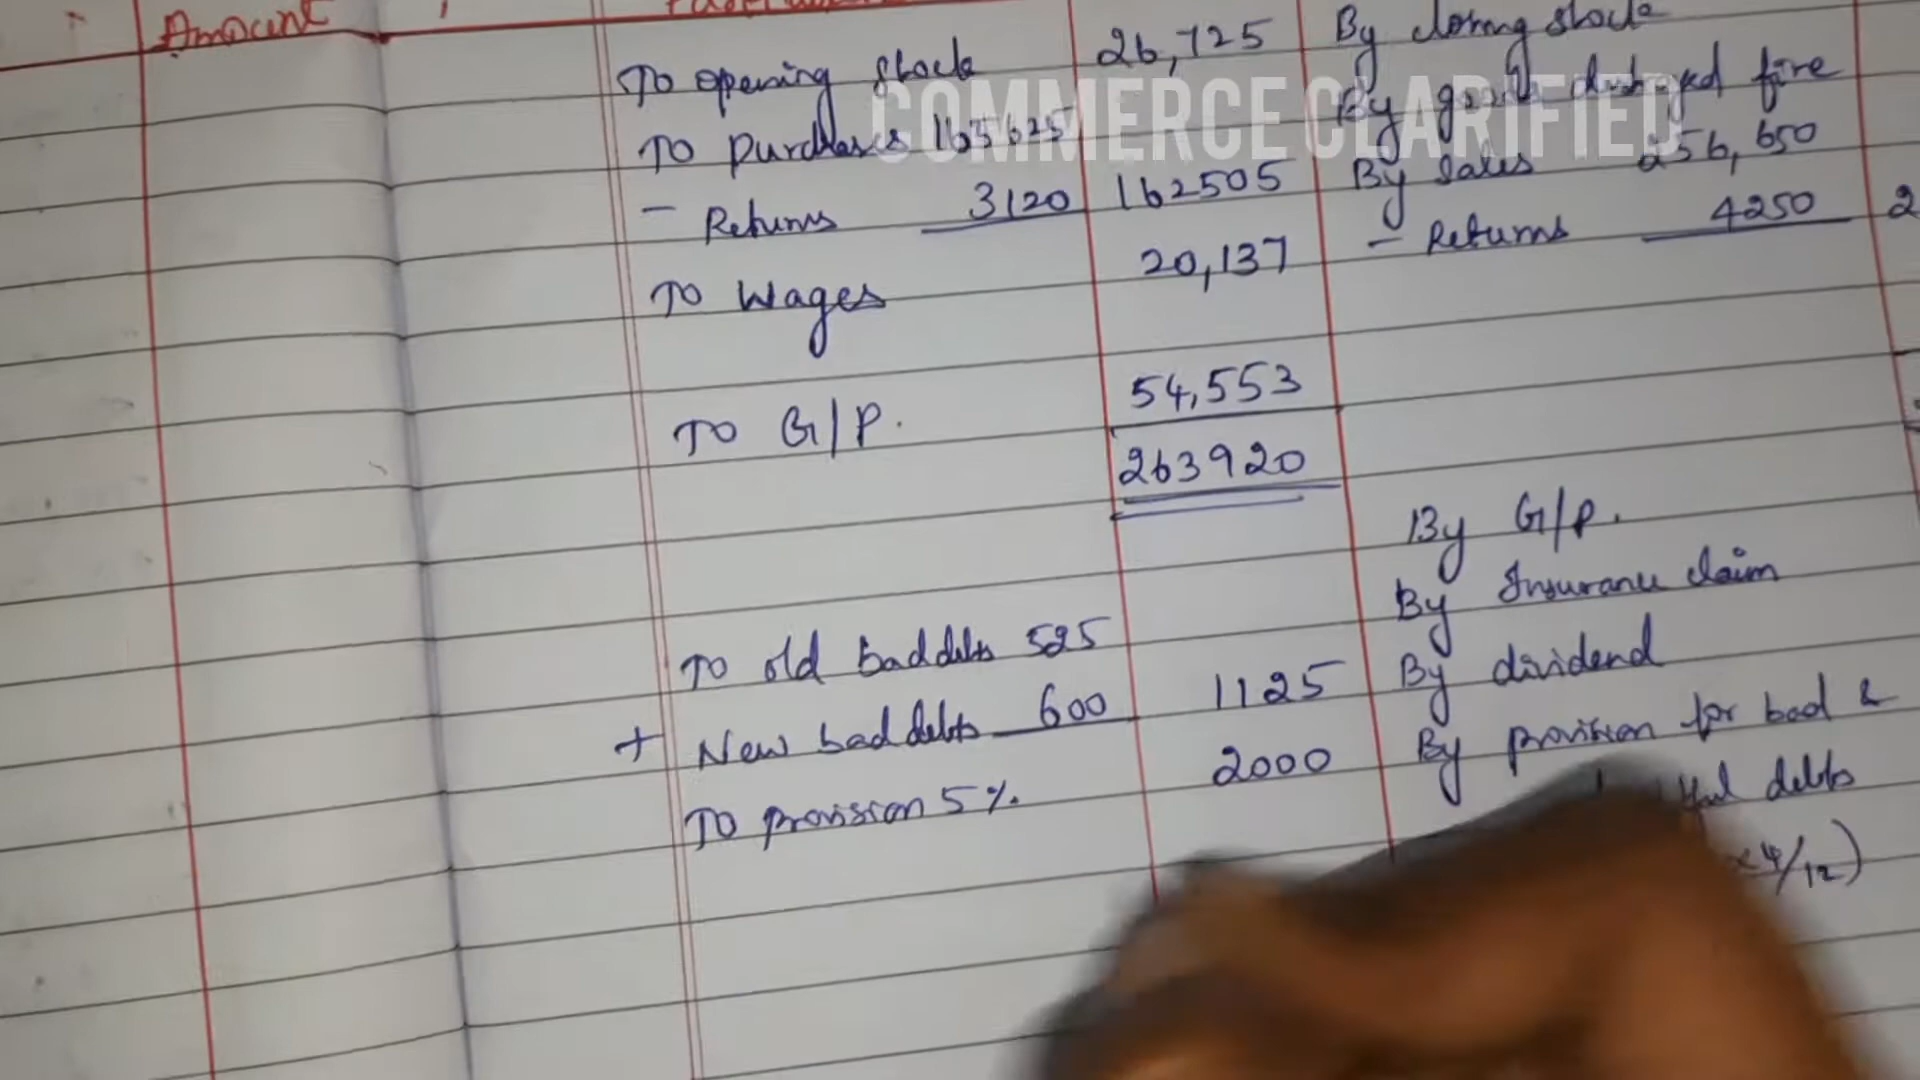 Amount
To opening stock 26,725 By closing stock
COMMERCE CLARIFIED
To purchases 165625 By goods damaged fire
- Returns 3120 162505 By Sales 256,650
To Wages 20,137 - Returns 4250 2
To G/P. 54,553
263920
By G/P.
By Insurance claim
To old bad debts 525 By dividend
+ New bad debts 600 1125 By provision for bad &
To provision 5% 2000 debts
×4/12)